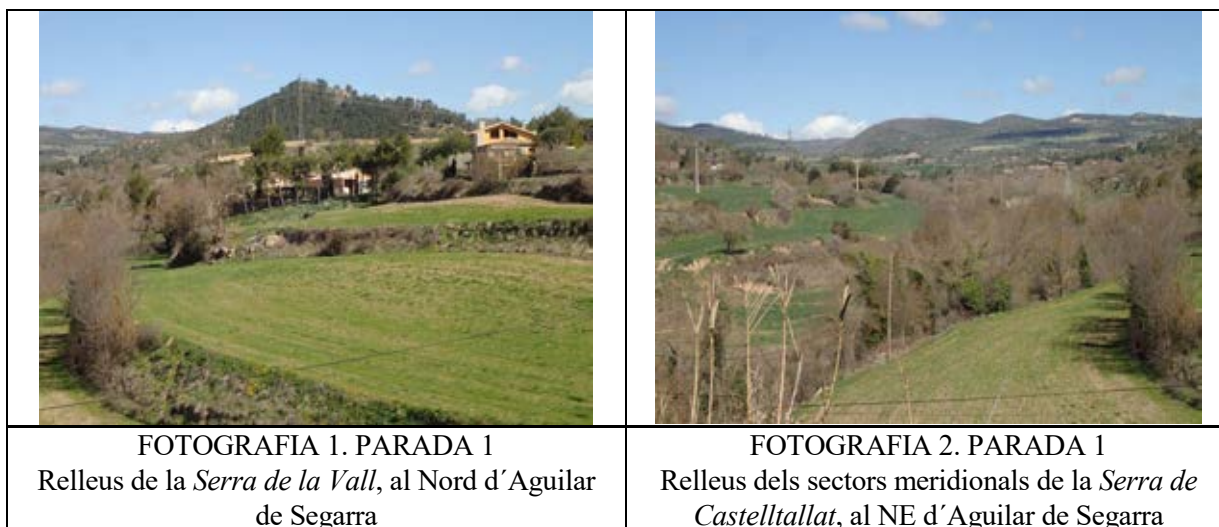 FOTOGRAFIA 1. PARADA 1
Relleus de la Serra de la Vall, al Nord d´Aguilar
de Segarra
FOTOGRAFIA 2. PARADA 1
Relleus dels sectors meridionals de la Serra de
Castelltallat, al NE d´Aguilar de Segarra